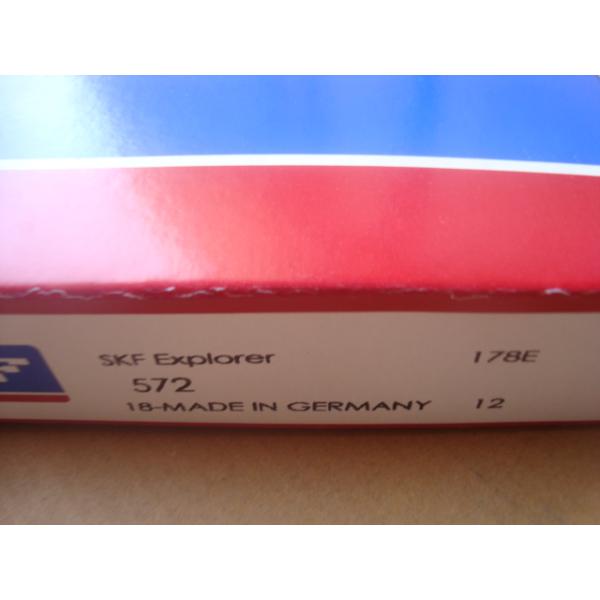 SKF Explorer 178E
572
18-MADE IN GERMANY 12